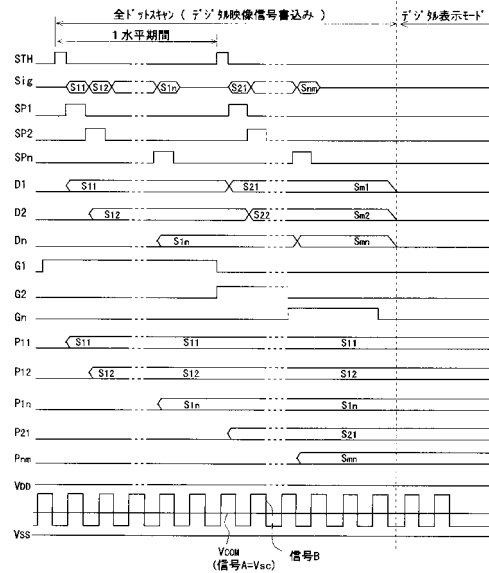 全ドットスキャン ( デジタル映像信号書込み )
デジタル表示モード
1水平期間
STH
Sig S11 S12 S1n S21 Snm
SP1
SP2
SPn
D1 S11 S21 Sm1
D2 S12 S22 Sm2
Dn S1n Smn
G1
G2
Gn
P11 S11 S11 S11
P12 S12 S12 S12
P1n S1n S1n
P21 S21
Pnm Smn
VDD
VSS
VCOM
(信号A=VSC)
信号B